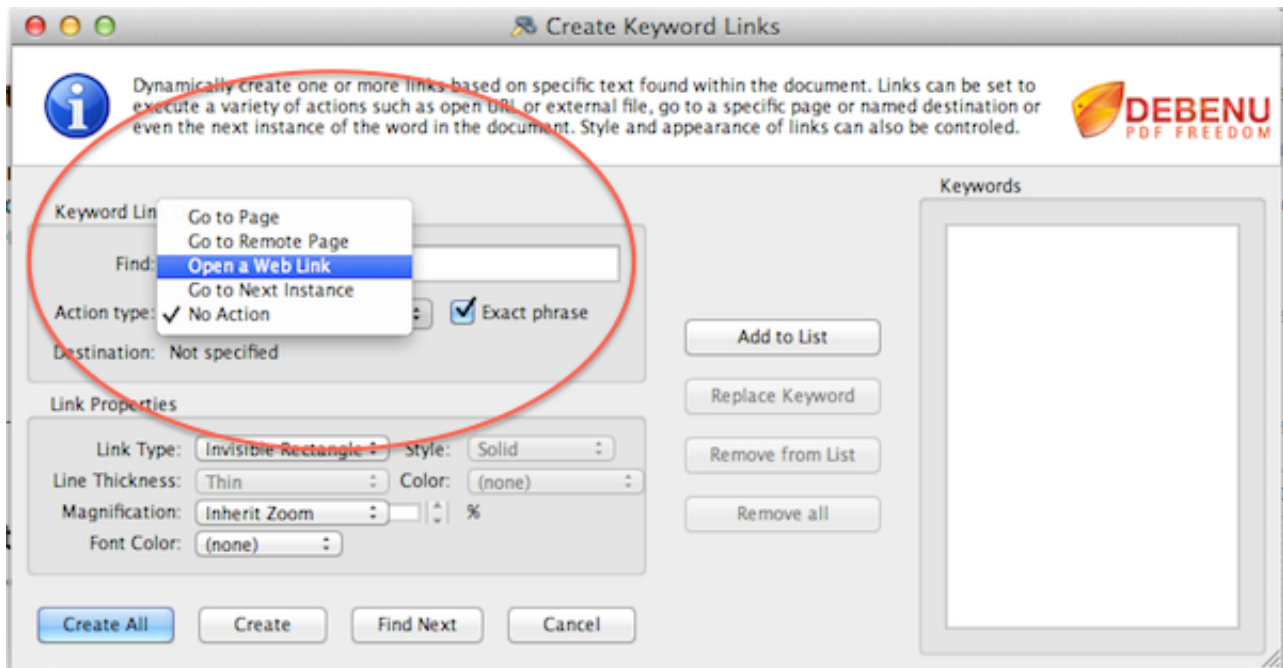 Create Keyword Links
Dynamically create one or more links based on specific text found within the document. Links can be set to
execute a variety of actions such as open URL or external file, go to a specific page or named destination or
even the next instance of the word in the document. Style and appearance of links can also be controled.
DEBENU
PDF FREEDOM
Keyword Lin
Go to Page
Go to Remote Page
Find:
Open a Web Link
Go to Next Instance
Action type: ✓ No Action
Exact phrase
Destination: Not specified
Link Properties
Link Type: Invisible Rectangle Style: Solid
Line Thickness: Thin Color: (none)
Magnification: Inherit Zoom %
Font Color: (none)
Create All Create Find Next Cancel
Add to List
Replace Keyword
Remove from List
Remove all
Keywords